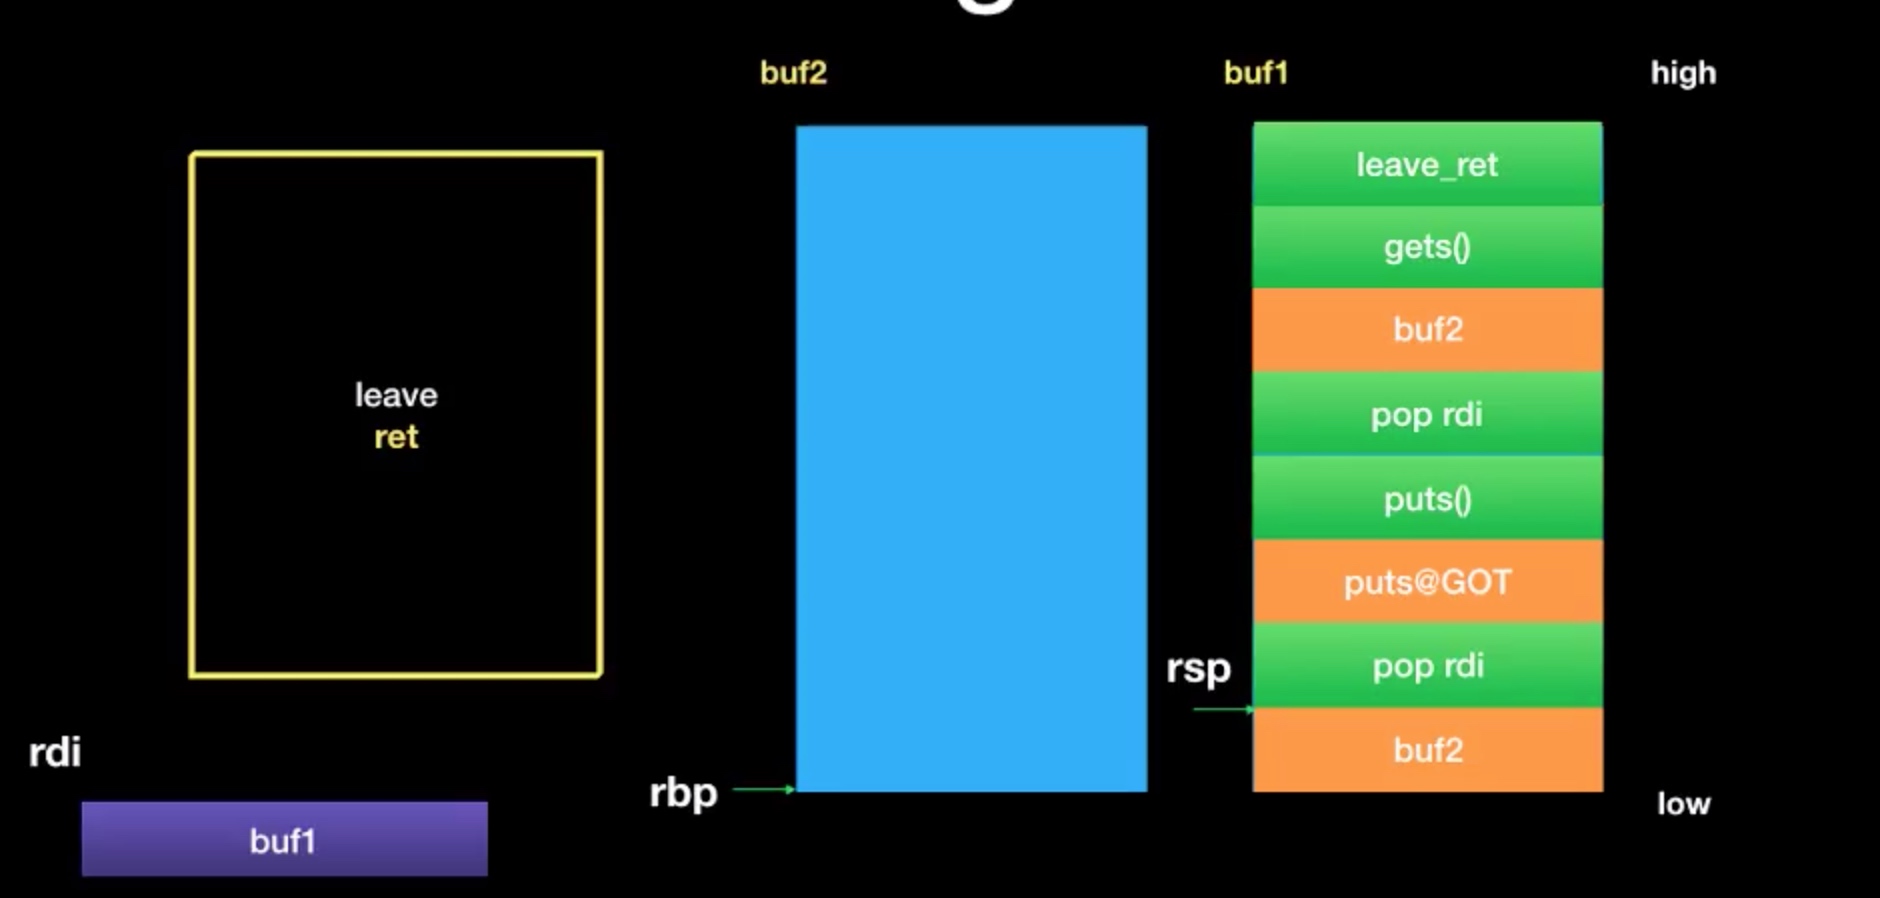 g
buf2
buf1
high
leave_ret
gets()
buf2
leave
ret
pop rdi
puts()
puts@GOT
rsp
pop rdi
rdi
buf2
rbp
low
buf1